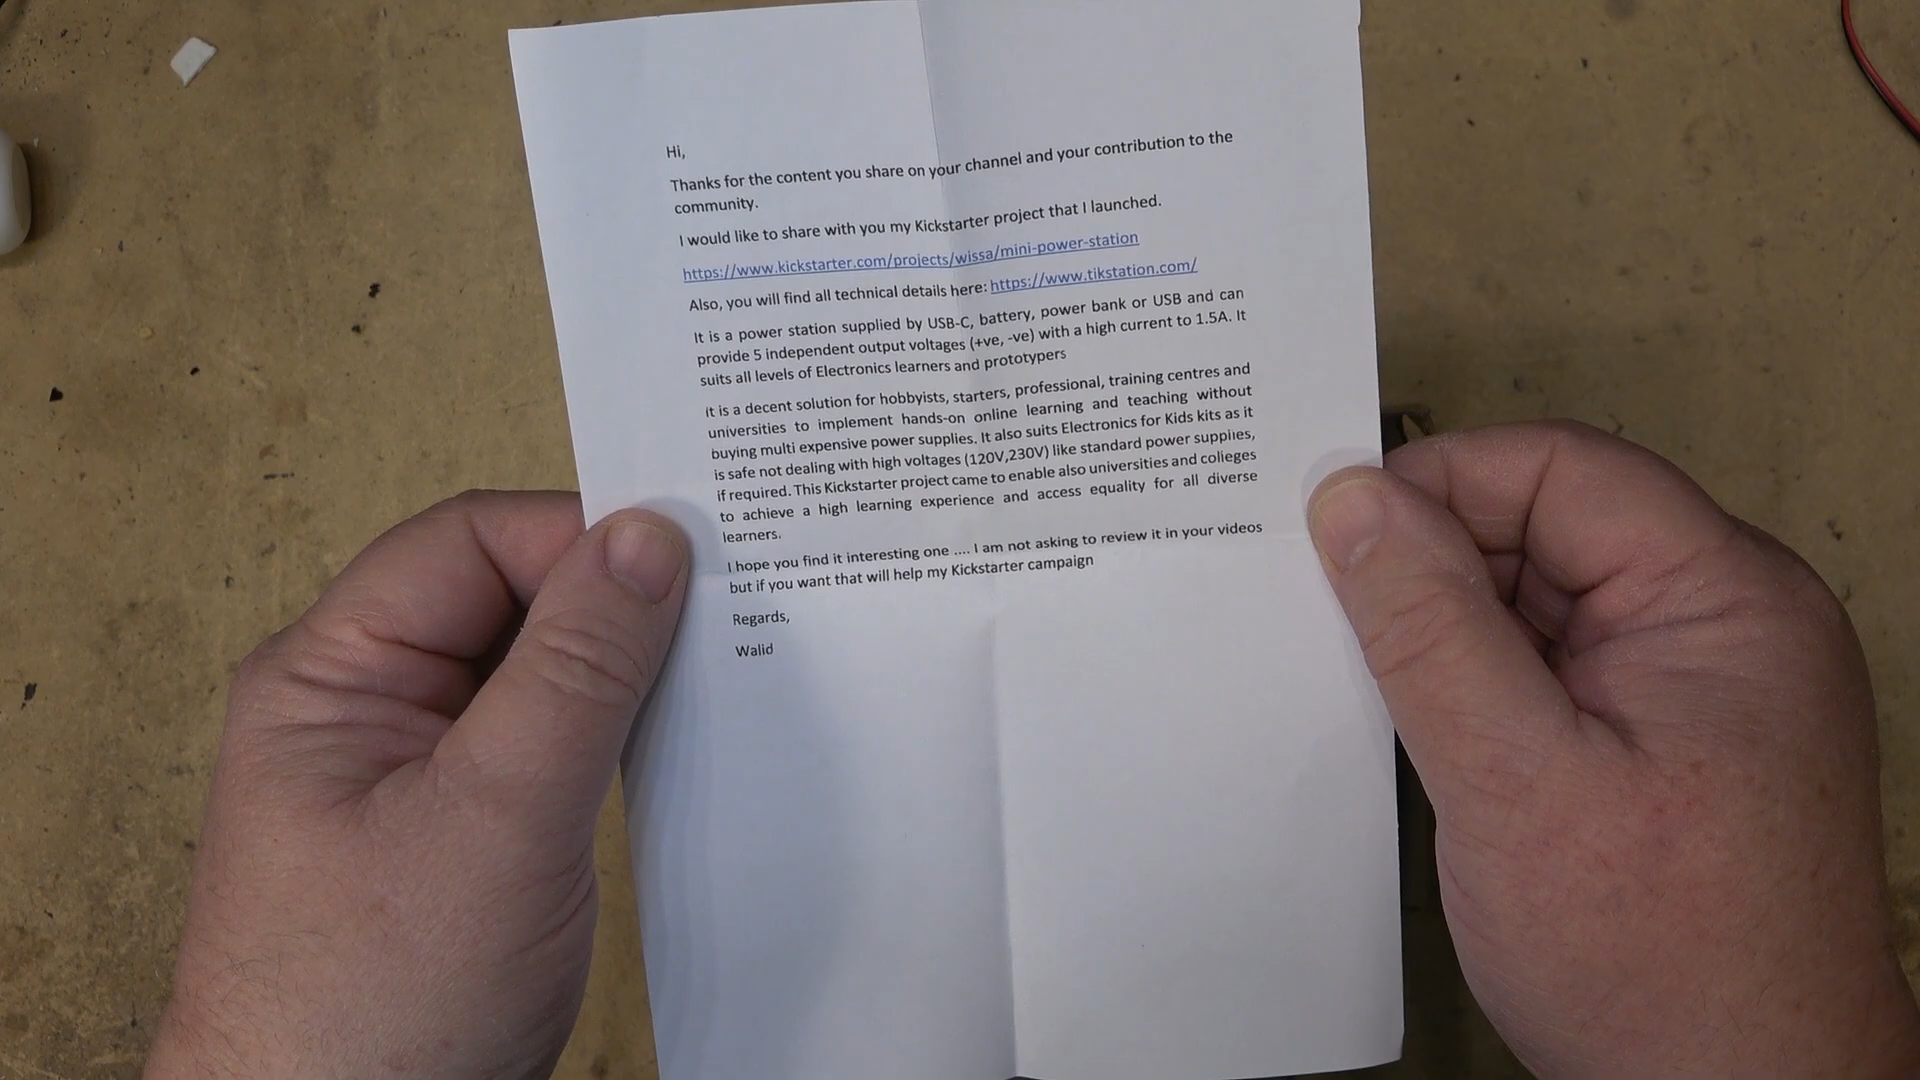 Hi,
Thanks for the content you share on your channel and your contribution to the
community.
I would like to share with you my Kickstarter project that I launched.
https://www.kickstarter.com/projects/wissa/mini-power-station
Also, you will find all technical details here: https://www.tikstation.com/
It is a power station supplied by USB-C, battery, power bank or USB and can
provide 5 independent output voltages (+ve, -ve) with a high current to 1.5A. It
suits all levels of Electronics learners and prototypers
it is a decent solution for hobbyists, starters, professional, training centres and
universities to implement hands-on online learning and teaching without
buying multi expensive power supplies. It also suits Electronics for Kids kits as it
is safe not dealing with high voltages (120V,230V) like standard power supplies,
if required. This Kickstarter project came to enable also universities and colleges
to achieve a high learning experience and access equality for all diverse
learners.
I hope you find it interesting one .... I am not asking to review it in your videos
but if you want that will help my Kickstarter campaign
Regards,
Walid